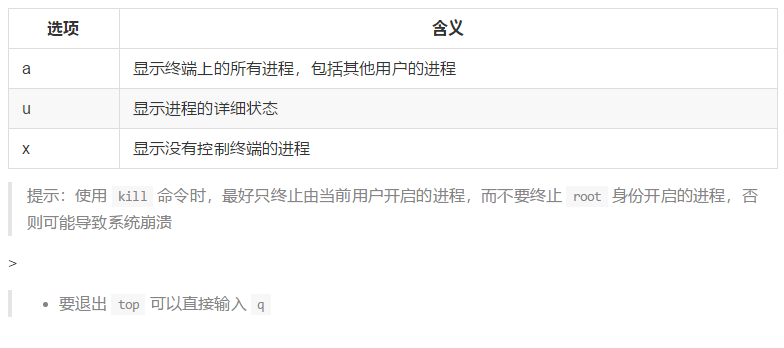 选项 含义
a 显示终端上的所有进程，包括其他用户的进程
u 显示进程的详细状态
x 显示没有控制终端的进程
提示：使用 kill 命令时，最好只终止由当前用户开启的进程，而不要终止 root 身份开启的进程，否
则可能导致系统崩溃
>
• 要退出 top 可以直接输入 q